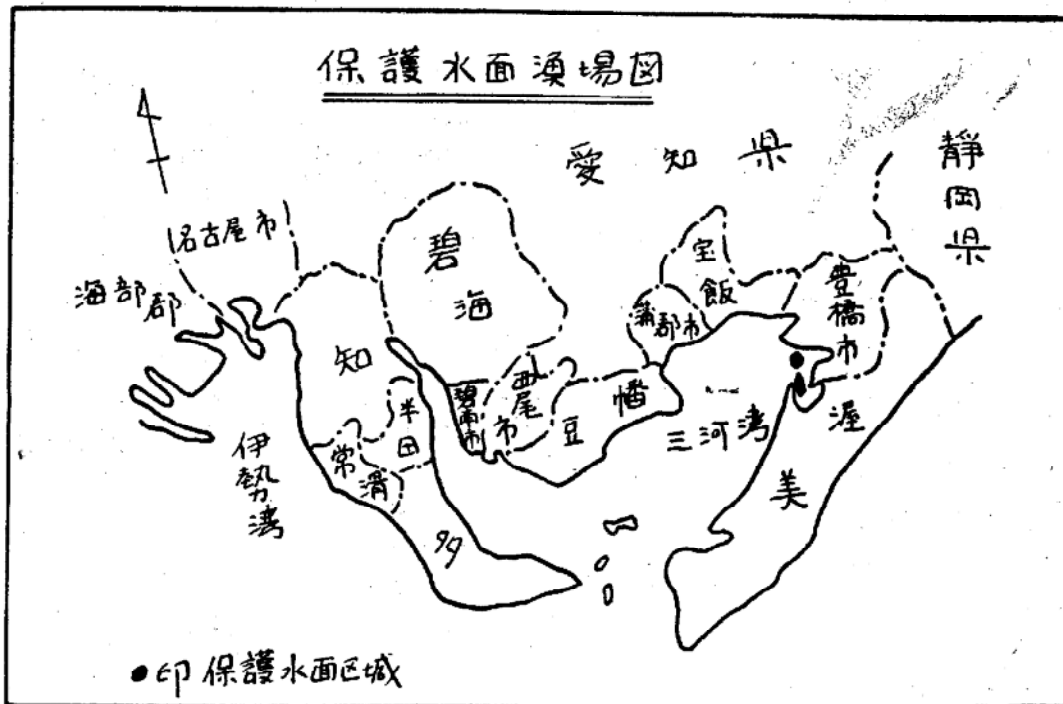 保護水面漁場図
愛知県
静岡県
名古屋市
海部郡
碧海
宝飯
蒲郡市
豊橋市
知多
半田
常滑
碧南市
西尾市
幡豆
三河湾
渥美
伊勢湾
●印 保護水面区域